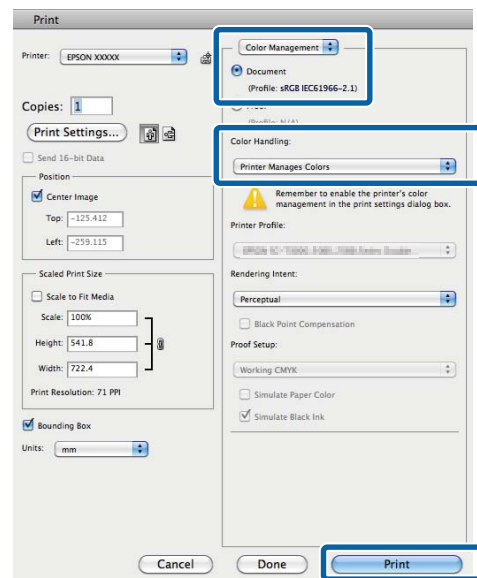 Print
Printer: EPSON XXXXX
Copies: 1
Print Settings...
Send 16-bit Data
Position
Center Image
Top: -125.412
Left: -259.115
Scaled Print Size
Scale to Fit Media
Scale: 100%
Height: 541.8
Width: 722.4
Print Resolution: 71 PPI
Bounding Box
Units: mm
Color Management
Document
(Profile: sRGB IEC61966-2.1)
Color Handling:
Printer Manages Colors
Remember to enable the printer's color
management in the print settings dialog box.
Printer Profile:
Rendering Intent:
Perceptual
Black Point Compensation
Proof Setup:
Working CMYK
Simulate Paper Color
Simulate Black Ink
Cancel
Done
Print